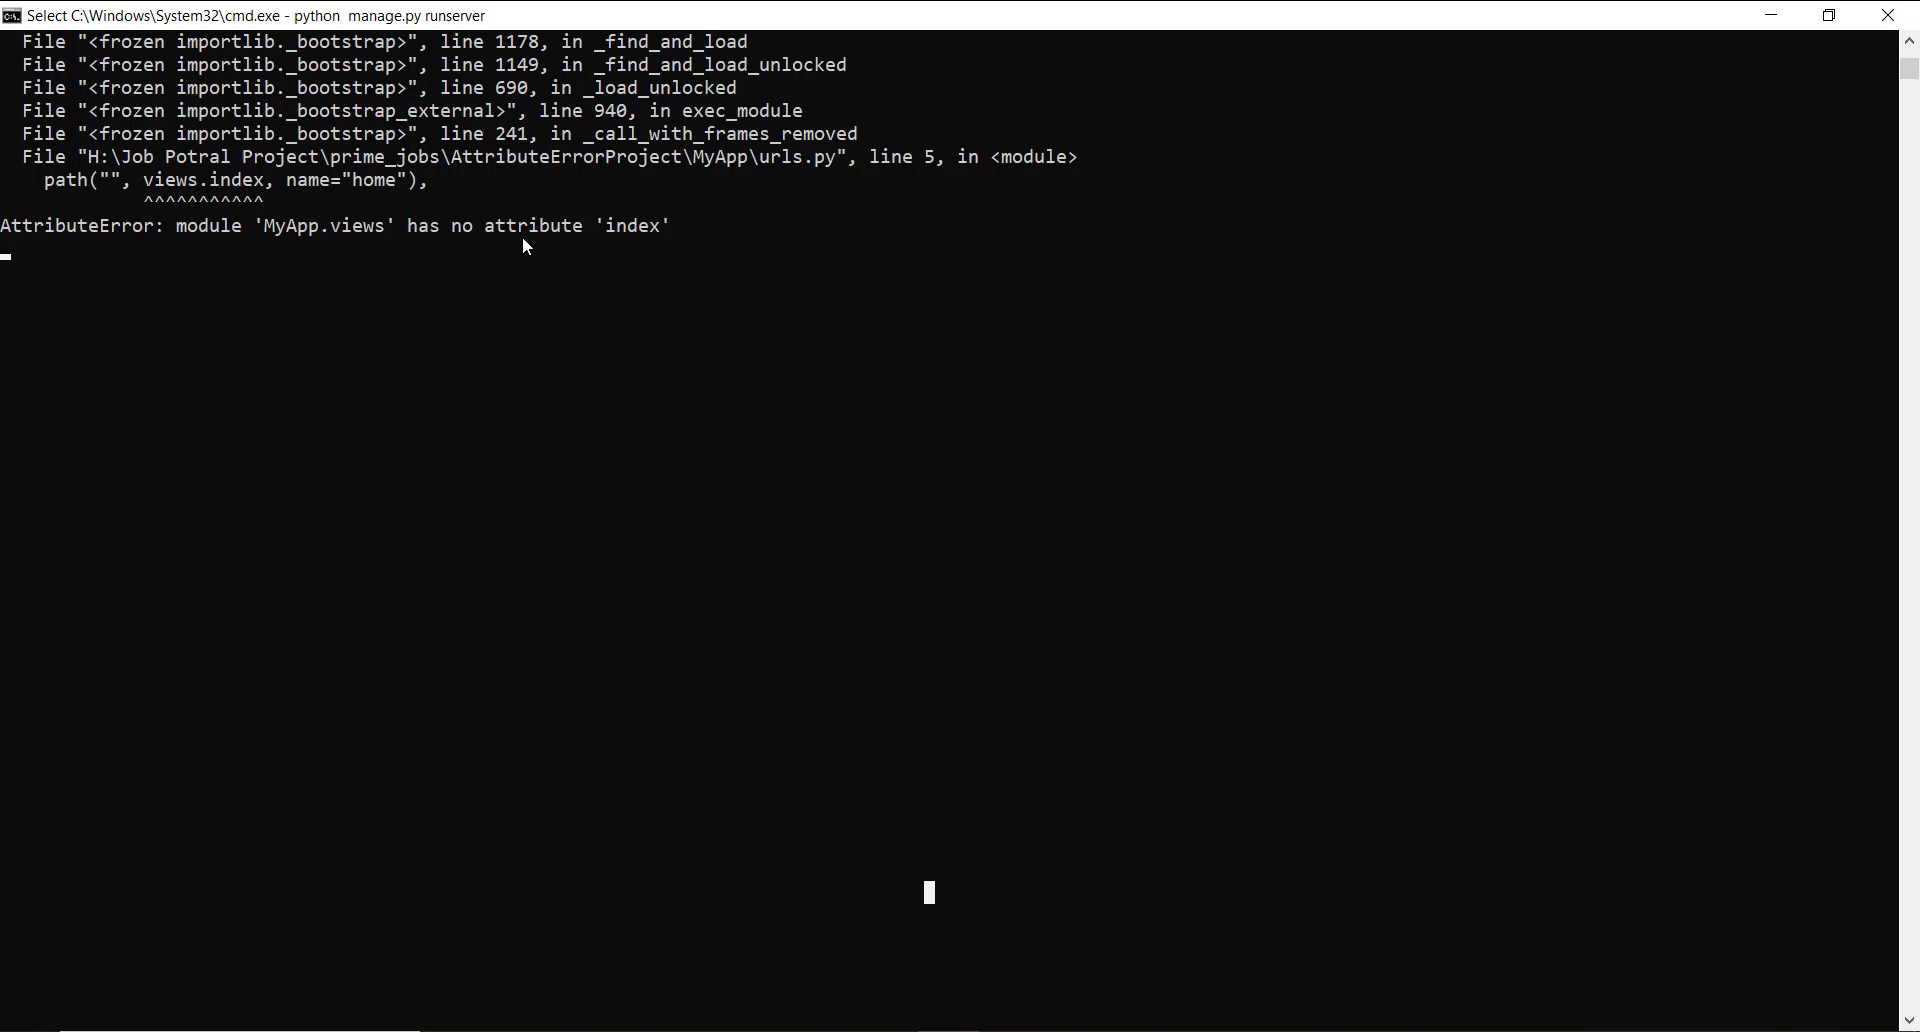 Select C:\Windows\System32\cmd.exe - python  manage.py runserver
  File "<frozen importlib._bootstrap>", line 1178, in _find_and_load
  File "<frozen importlib._bootstrap>", line 1149, in _find_and_load_unlocked
  File "<frozen importlib._bootstrap>", line 690, in _load_unlocked
  File "<frozen importlib._bootstrap_external>", line 940, in exec_module
  File "<frozen importlib._bootstrap>", line 241, in _call_with_frames_removed
  File "H:\Job Potral Project\prime_jobs\AttributeErrorProject\MyApp\urls.py", line 5, in <module>
    path("", views.index, name="home"),
             ^^^^^^^^^^^
AttributeError: module 'MyApp.views' has no attribute 'index'